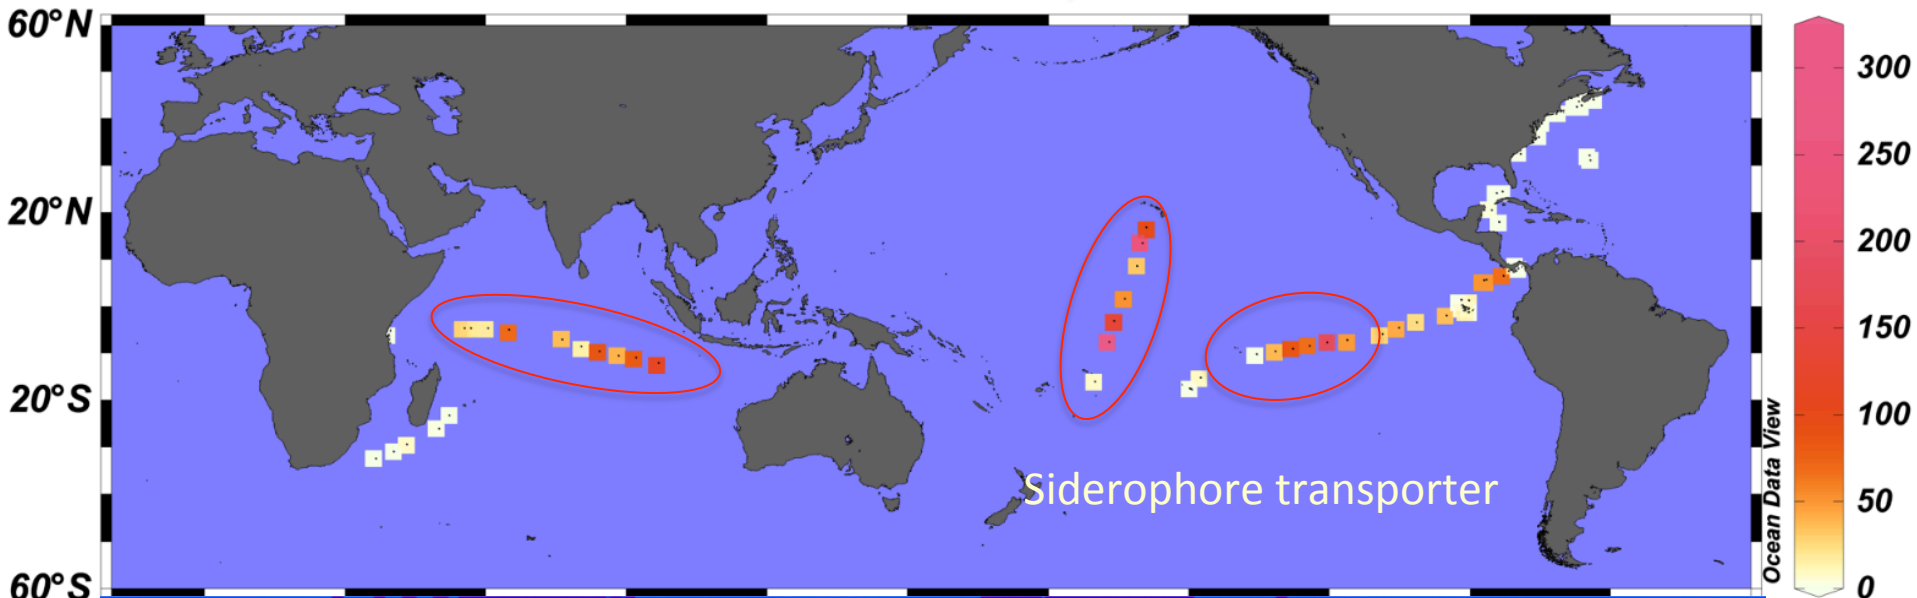 60°N
20°N
20°S
60°S
Siderophore transporter
Ocean Data View
300
250
200
150
100
50
0